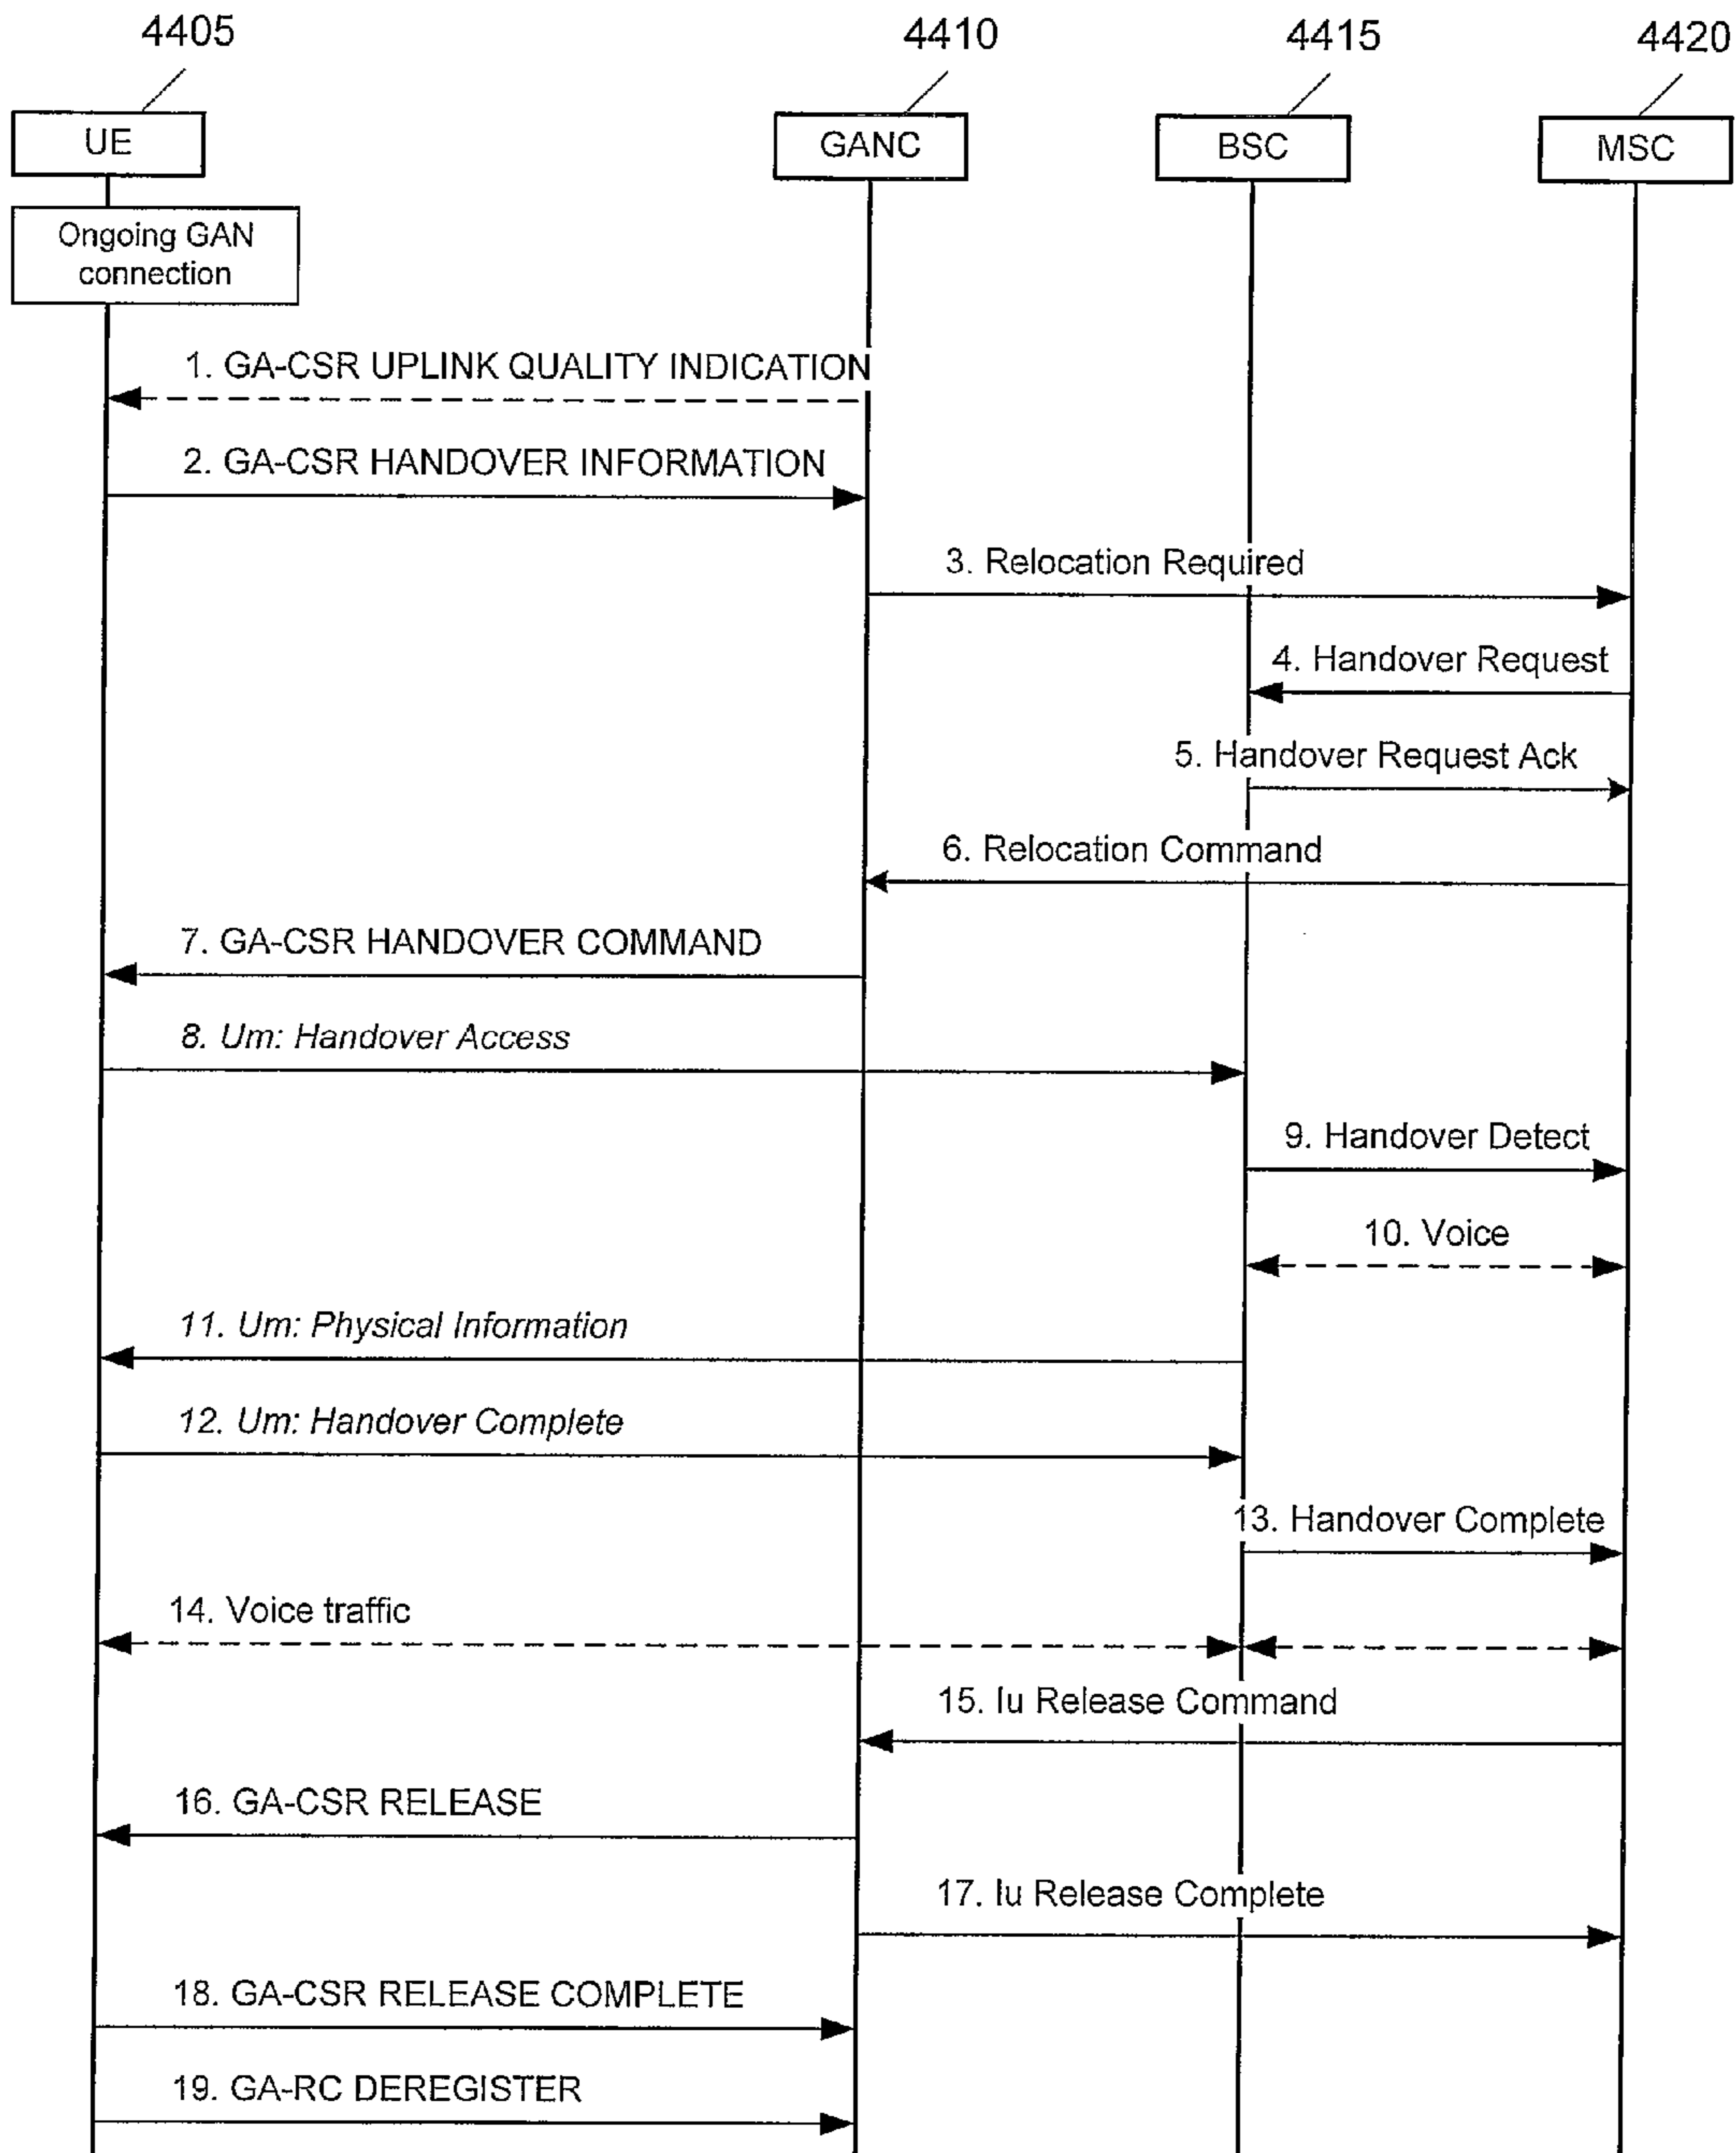 4405
4410
4415
4420
UE
GANC
BSC
MSC
Ongoing GAN
connection
1. GA-CSR UPLINK QUALITY INDICATION
2. GA-CSR HANDOVER INFORMATION
3. Relocation Required
4. Handover Request
5. Handover Request Ack
6. Relocation Command
7. GA-CSR HANDOVER COMMAND
8. Um: Handover Access
9. Handover Detect
10. Voice
11. Um: Physical Information
12. Um: Handover Complete
13. Handover Complete
14. Voice traffic
15. Iu Release Command
16. GA-CSR RELEASE
17. Iu Release Complete
18. GA-CSR RELEASE COMPLETE
19. GA-RC DEREGISTER